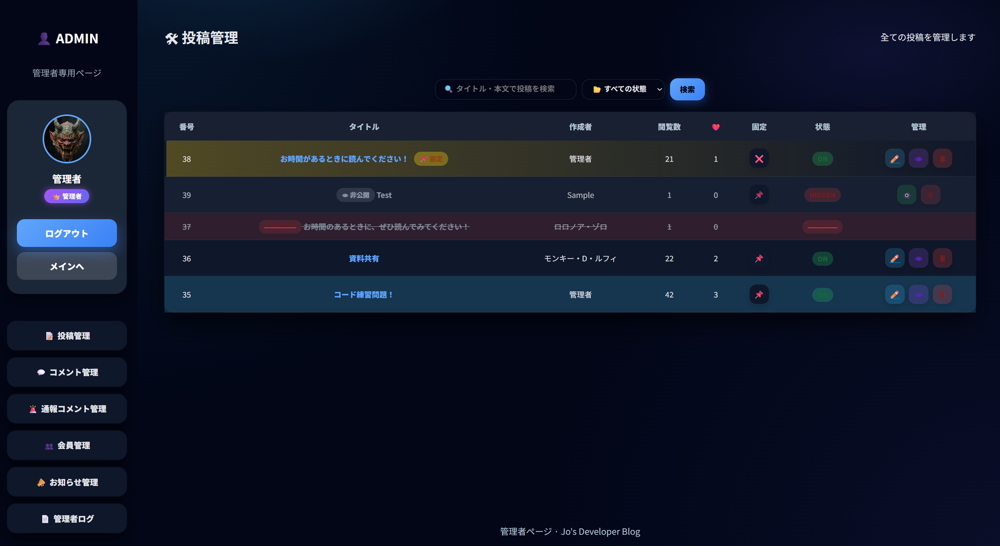 ADMIN
管理者専用ページ
管理者
管理者
ログアウト
メインへ
投稿管理
コメント管理
通報コメント管理
会員管理
お知らせ管理
管理者ログ
投稿管理
全ての投稿を管理します
タイトル・本文で投稿を検索 すべての状態 検索
番号 タイトル 作成者 閲覧数 固定 状態 管理
38 お時間があるときに読んでください! 固定 管理者 21 1 ON
39 非公開 Test Sample 1 0 HIDDEN
37 お時間のあるときに、ぜひ読んでみてください! ロロノア・ゾロ 1 0
36 資料共有 モンキー・D・ルフィ 22 2 ON
35 コード練習問題! 管理者 42 3 ON
管理者ページ · Jo's Developer Blog